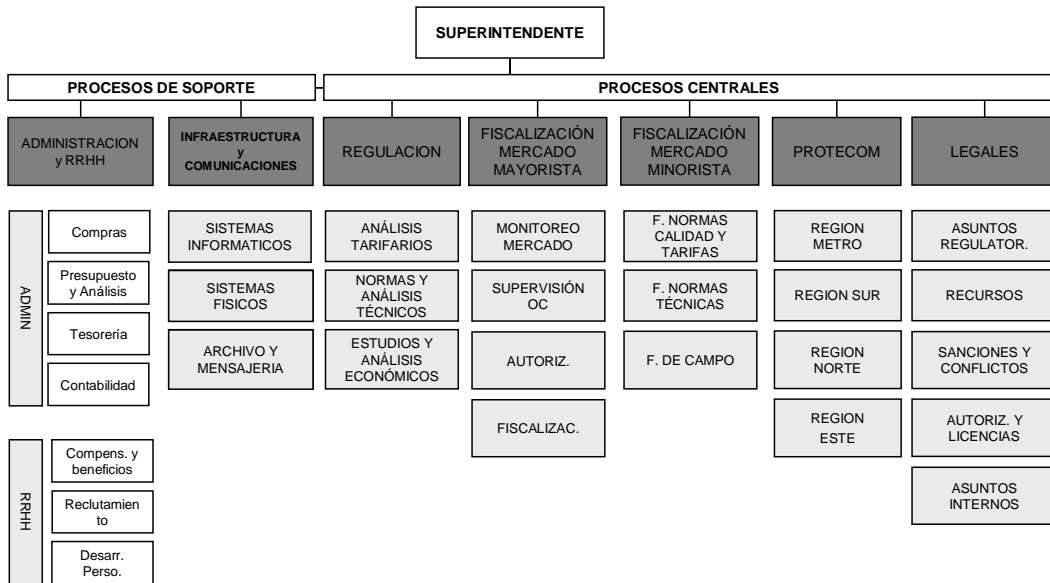 SUPERINTENDENTE
PROCESOS DE SOPORTE
PROCESOS CENTRALES
ADMINISTRACION
y RRHH
INFRAESTRUCTURA
y
COMUNICACIONES
REGULACION
FISCALIZACIÓN
MERCADO
MAYORISTA
FISCALIZACIÓN
MERCADO
MINORISTA
PROTECOM
LEGALES
ADMIN
Compras
Presupuesto
y Análisis
Tesorería
Contabilidad
RRHH
Compens. y
beneficios
Reclutamien
to
Desarr.
Perso.
SISTEMAS
INFORMATICOS
SISTEMAS
FISICOS
ARCHIVO Y
MENSAJERIA
ANÁLISIS
TARIFARIOS
NORMAS Y
ANÁLISIS
TÉCNICOS
ESTUDIOS Y
ANÁLISIS
ECONÓMICOS
MONITOREO
MERCADO
SUPERVISIÓN
OC
AUTORIZ.
FISCALIZAC.
F. NORMAS
CALIDAD Y
TARIFAS
F. NORMAS
TÉCNICAS
F. DE CAMPO
REGION
METRO
REGION SUR
REGION
NORTE
REGION
ESTE
ASUNTOS
REGULATOR.
RECURSOS
SANCIONES Y
CONFLICTOS
AUTORIZ. Y
LICENCIAS
ASUNTOS
INTERNOS